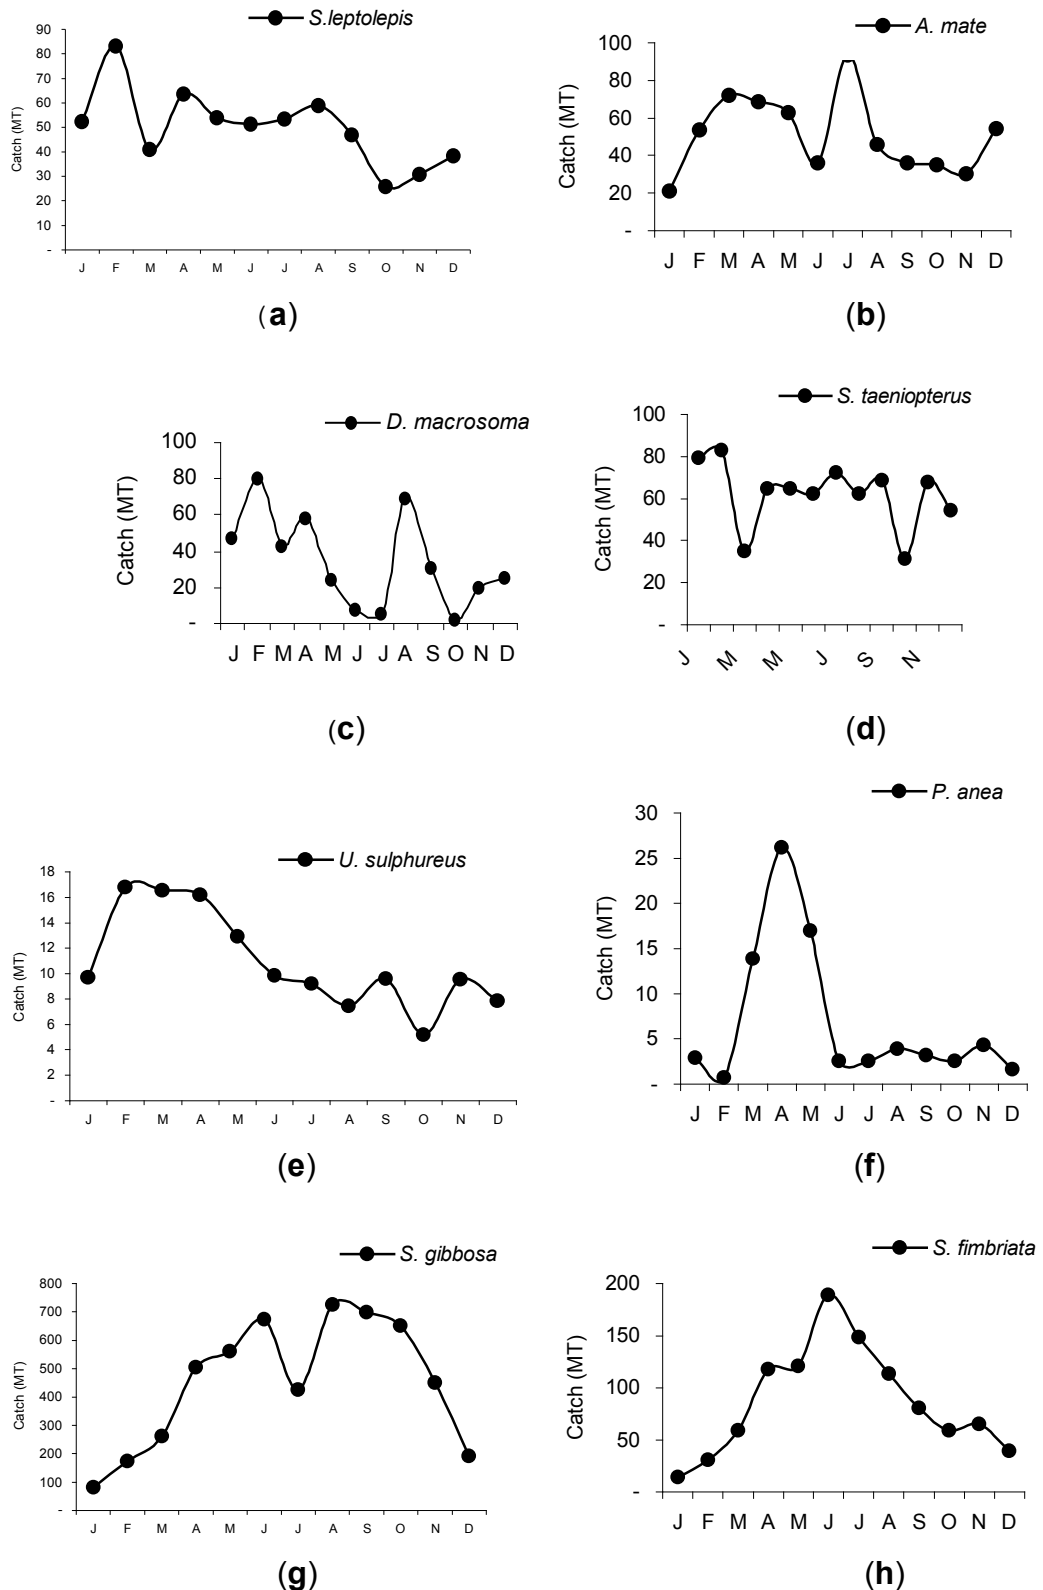 S.leptolepis
90
80
70
60
50
40
30
20
10
-
Catch (MT)
J F M A M J J A S O N D
(a)
A. mate
100
80
60
40
20
-
Catch (MT)
J F M A M J J A S O N D
(b)
D. macrosoma
100
80
60
40
20
-
Catch (MT)
J F M A M J J A S O N D
(c)
S. taeniopterus
100
80
60
40
20
-
Catch (MT)
J M M J S N
(d)
U. sulphureus
18
16
14
12
10
8
6
4
2
-
Catch (MT)
J F M A M J J A S O N D
(e)
P. anea
30
25
20
15
10
5
-
Catch (MT)
J F M A M J J A S O N D
(f)
S. gibbosa
800
700
600
500
400
300
200
100
-
Catch (MT)
J F M A M J J A S O N D
(g)
S. fimbriata
200
150
100
50
-
Catch (MT)
J F M A M J J A S O N D
(h)